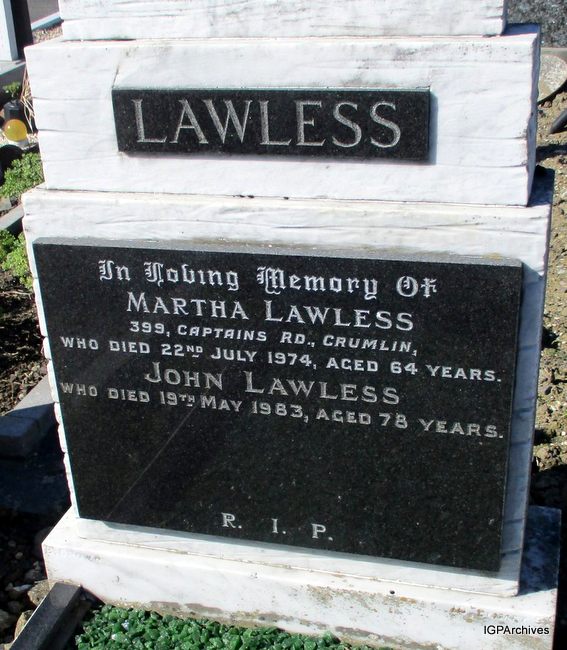 LAWLESS
In Loving Memory Of
MARTHA LAWLESS
399, CAPTAINS RD., CRUMLIN,
WHO DIED 22ND JULY 1974, AGED 64 YEARS.
JOHN LAWLESS
WHO DIED 19TH MAY 1983, AGED 78 YEARS.
R. I. P.
IGPArchives